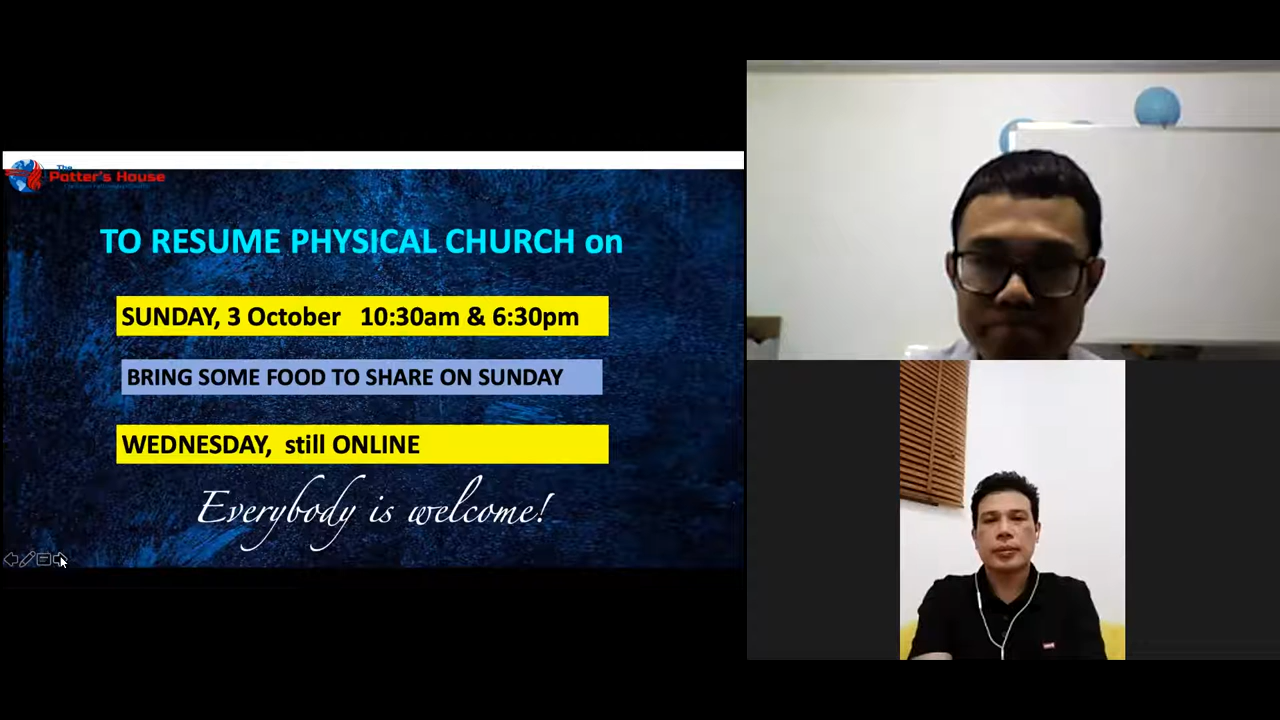 The
Potter's House
TO RESUME PHYSICAL CHURCH on
SUNDAY, 3 October 10:30am & 6:30pm
BRING SOME FOOD TO SHARE ON SUNDAY
WEDNESDAY, still ONLINE
Everybody is welcome!